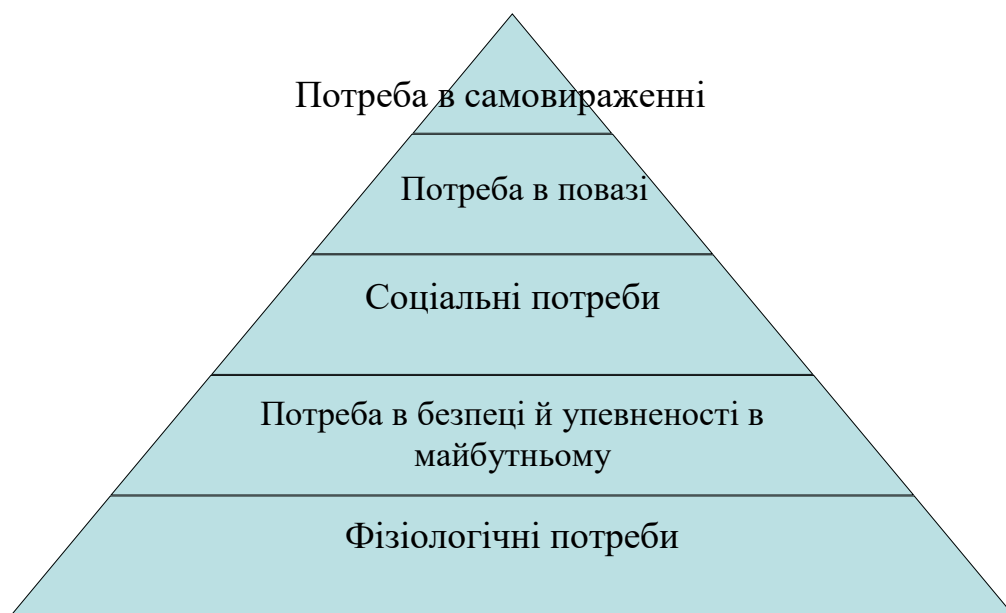 Потреба в самовираженні
Потреба в повазі
Соціальні потреби
Потреба в безпеці й упевненості в
майбутньому
Фізіологічні потреби